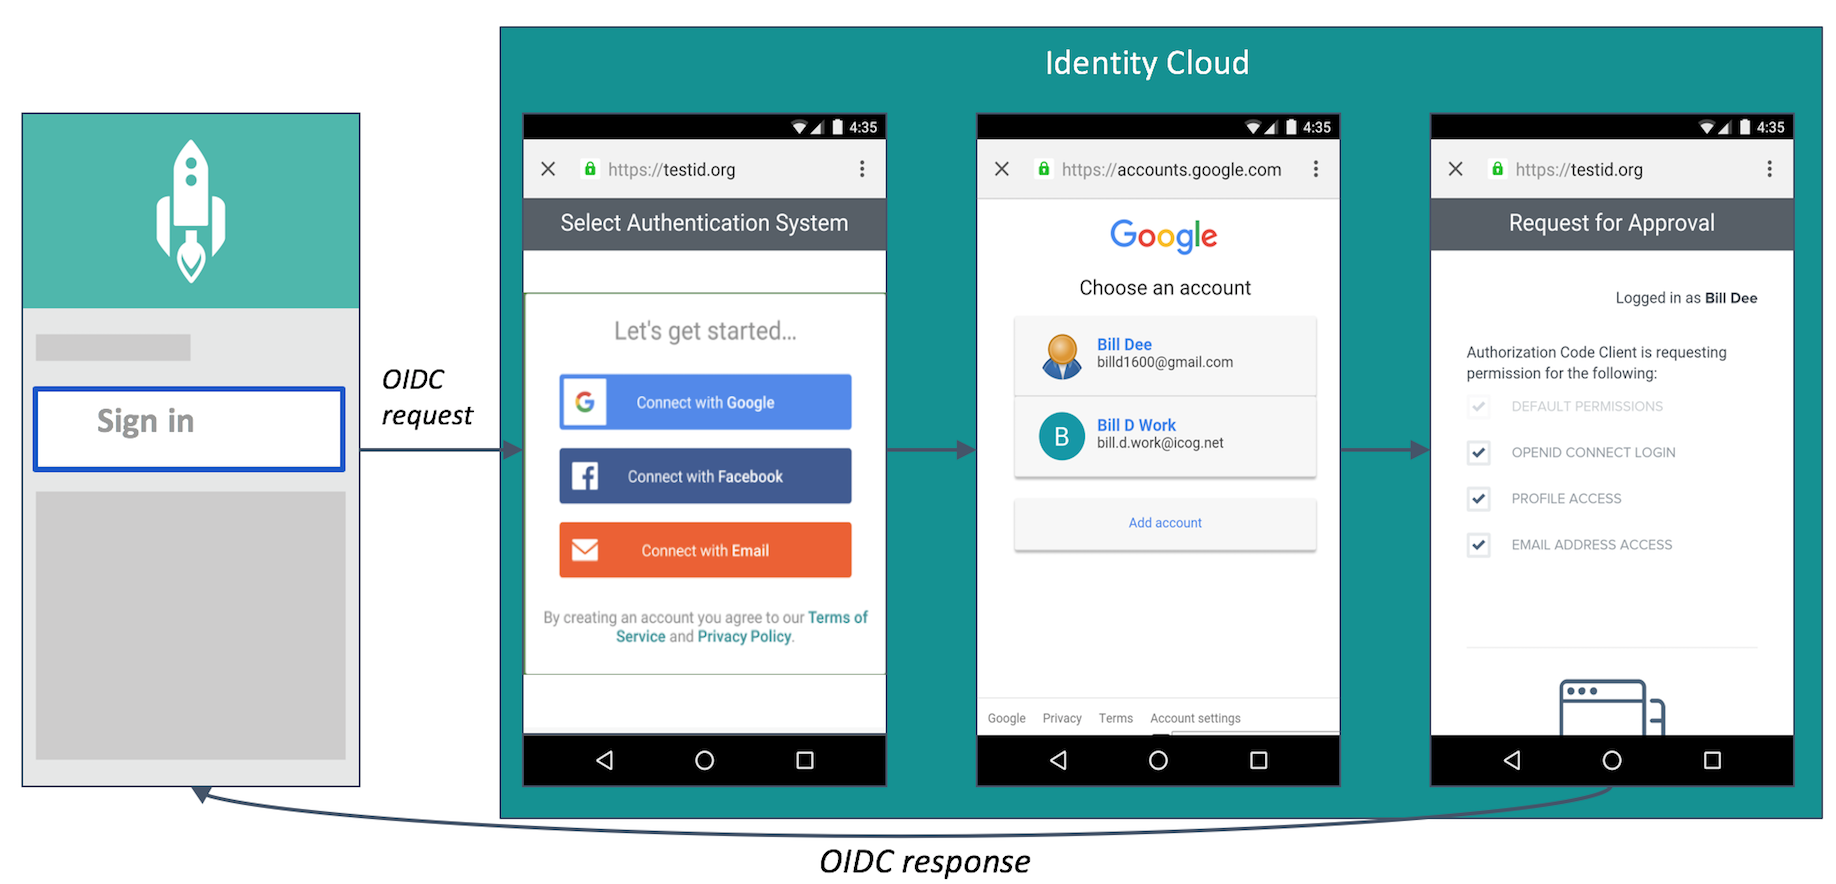 Identity Cloud
Sign in
OIDC
request
4:35
https://testid.org
Select Authentication System
Let's get started...
G
Connect with Google
f
Connect with Facebook
Connect with Email
By creating an account you agree to our Terms of
Service and Privacy Policy.
4:35
https://accounts.google.com
Google
Choose an account
Bill Dee
billd1600@gmail.com
B
Bill D Work
bill.d.work@icog.net
Add account
Google Privacy Terms Account settings
4:35
https://testid.org
Request for Approval
Logged in as Bill Dee
Authorization Code Client is requesting
permission for the following:
DEFAULT PERMISSIONS
OPENID CONNECT LOGIN
PROFILE ACCESS
EMAIL ADDRESS ACCESS
OIDC response